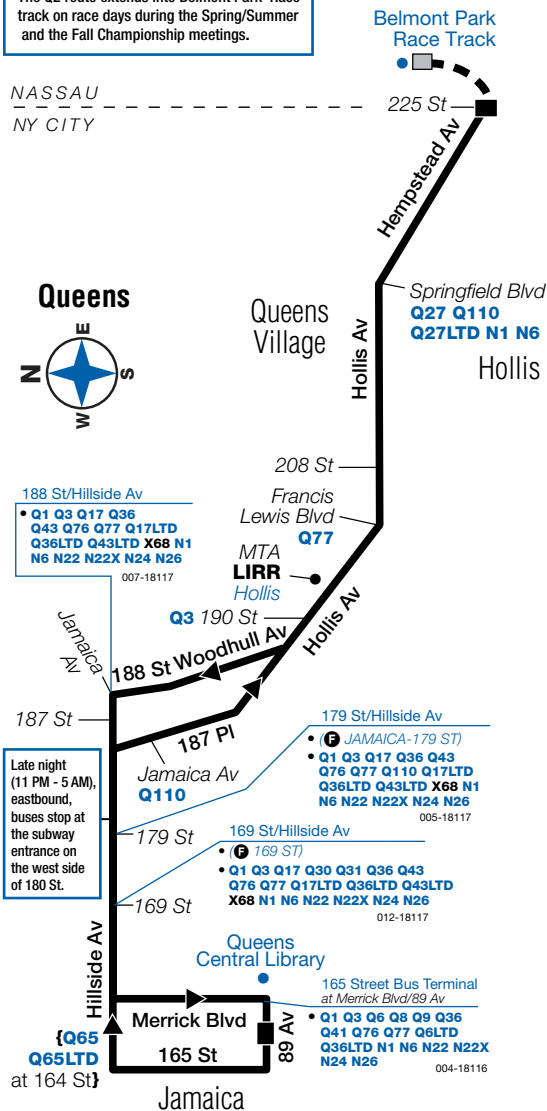 The Q2 route extends into Belmont Park Race
track on race days during the Spring/Summer
and the Fall Championship meetings.
Belmont Park
Race Track
NASSAU
NY CITY
225 St
Hempstead Av
Springfield Blvd
Q27 Q110
Q27LTD N1 N6
Hollis
Queens
Village
Hollis Av
Queens
E
N
S
W
208 St
Francis
Lewis Blvd
Q77
188 St/Hillside Av
• Q1 Q3 Q17 Q36
Q43 Q76 Q77 Q17LTD
Q36LTD Q43LTD X68 N1
N6 N22 N22X N24 N26
007-18117
MTA
LIRR
Hollis
Q3 190 St
Hollis Av
Jamaica
Av
188 St Woodhull Av
187 St
187 Pl
Jamaica Av
Q110
179 St/Hillside Av
• (F JAMAICA-179 ST)
• Q1 Q3 Q17 Q36 Q43
Q76 Q77 Q110 Q17LTD
Q36LTD Q43LTD X68 N1
N6 N22 N22X N24 N26
005-18117
Late night
(11 PM - 5 AM),
eastbound,
buses stop at
the subway
entrance on
the west side
of 180 St.
179 St
169 St/Hillside Av
• (F 169 ST)
• Q1 Q3 Q17 Q30 Q31 Q36 Q43
Q76 Q77 Q17LTD Q36LTD Q43LTD
X68 N1 N6 N22 N22X N24 N26
012-18117
169 St
Hillside Av
Queens
Central Library
165 Street Bus Terminal
at Merrick Blvd/89 Av
• Q1 Q3 Q6 Q8 Q9 Q36
Q41 Q76 Q77 Q6LTD
Q36LTD N1 N6 N22 N22X
N24 N26
004-18116
Merrick Blvd
89 Av
165 St
{Q65
Q65LTD
at 164 St}
Jamaica